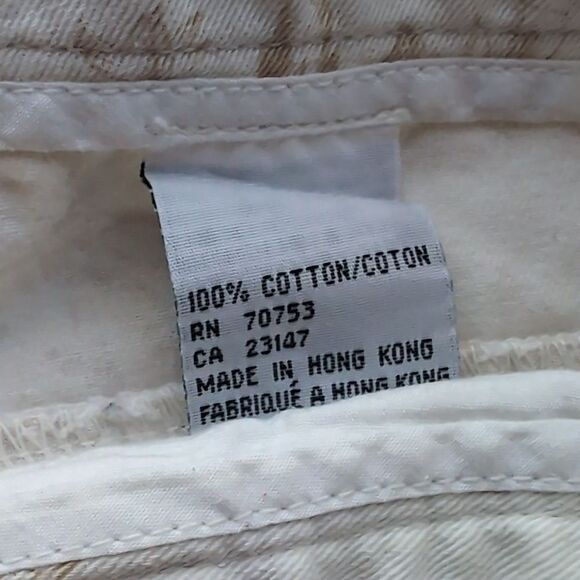 100% COTTON/COTON
RN 70753
CA 23147
MADE IN HONG KONG
FABRIQUÉ A HONG KONG